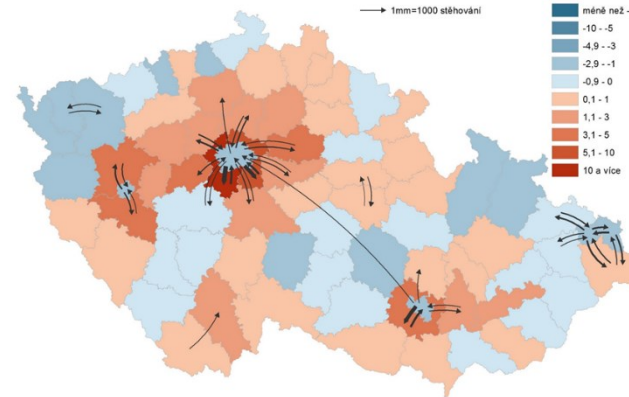 1mm=1000 stěhování
méně než -
-10 - -5
-4,9 - -3
-2,9 - -1
-0,9 - 0
0,1 - 1
1,1 - 3
3,1 - 5
5,1 - 10
10 a více